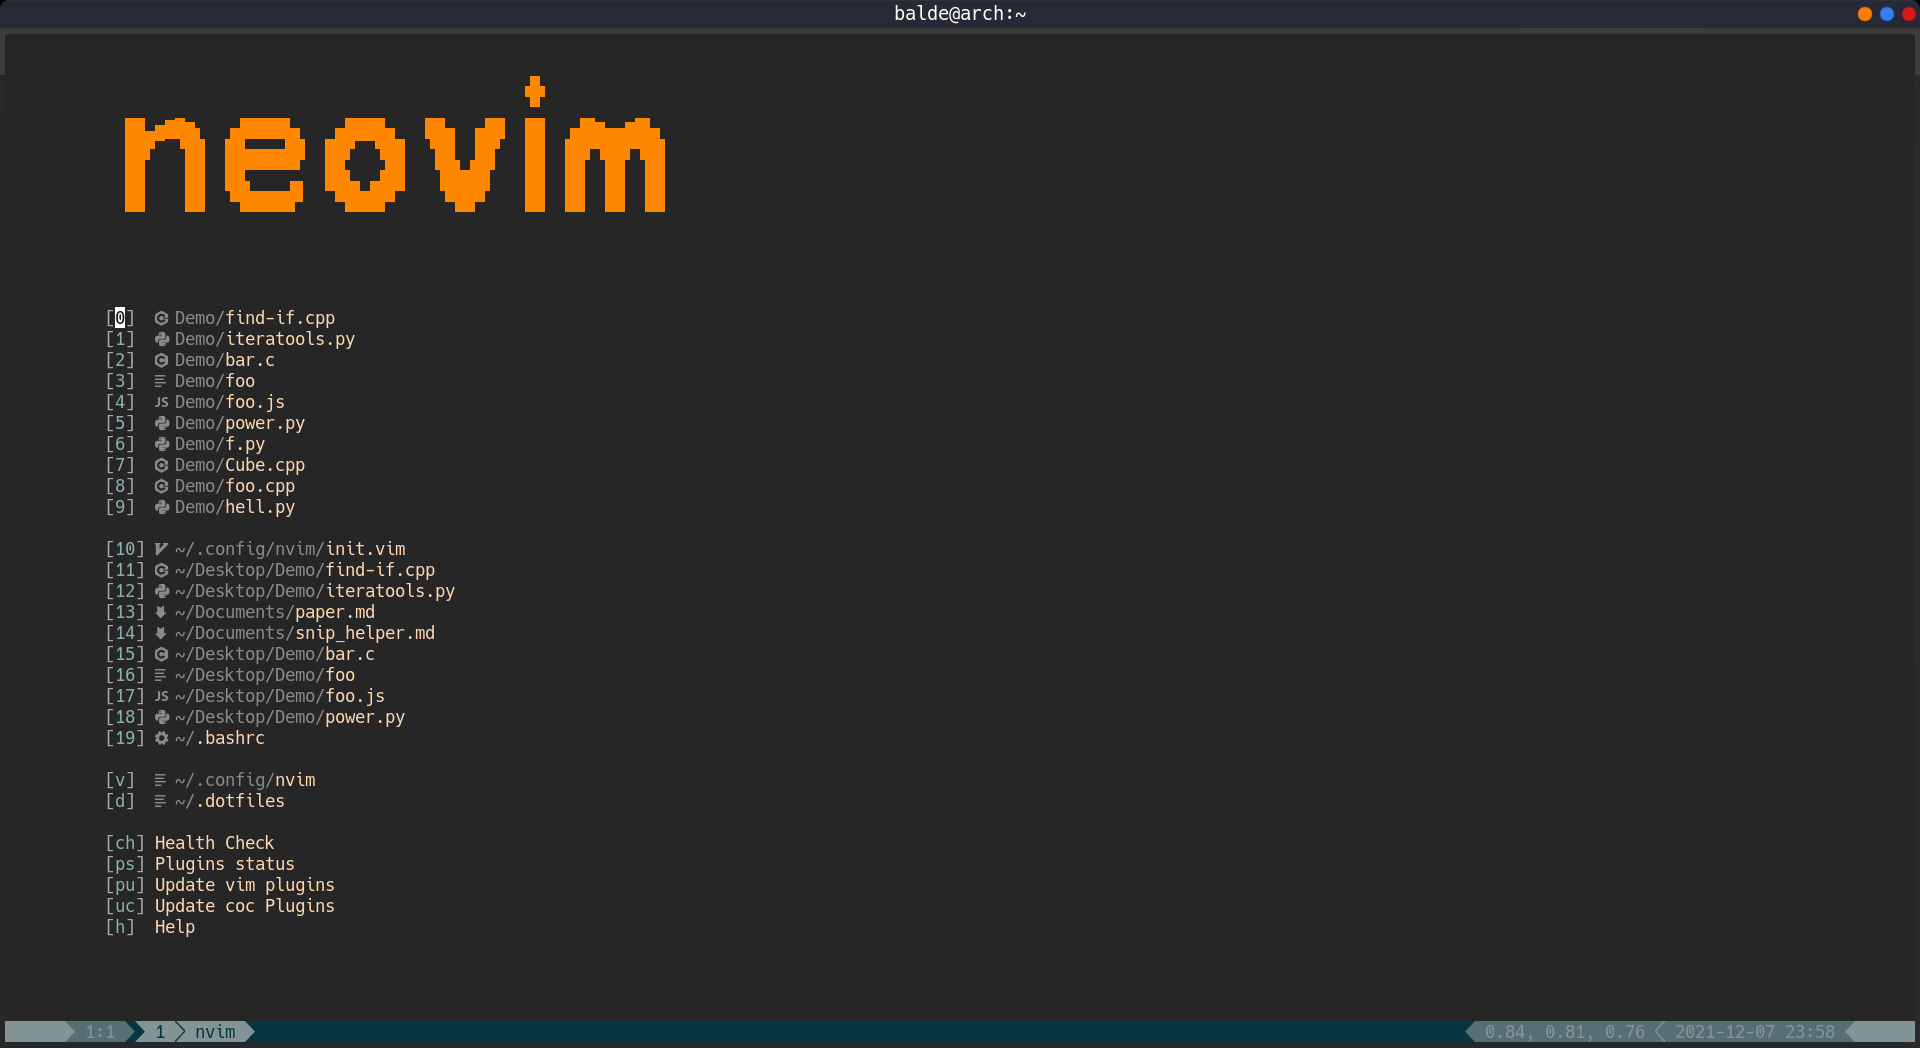 balde@arch:~
neovim
[0] Demo/find-if.cpp
[1] Demo/iteratools.py
[2] Demo/bar.c
[3] Demo/foo
[4] JS Demo/foo.js
[5] Demo/power.py
[6] Demo/f.py
[7] Demo/Cube.cpp
[8] Demo/foo.cpp
[9] Demo/hell.py
[10] ~/.config/nvim/init.vim
[11] ~/Desktop/Demo/find-if.cpp
[12] ~/Desktop/Demo/iteratools.py
[13] ~/Documents/paper.md
[14] ~/Documents/snip_helper.md
[15] ~/Desktop/Demo/bar.c
[16] ~/Desktop/Demo/foo
[17] JS ~/Desktop/Demo/foo.js
[18] ~/Desktop/Demo/power.py
[19] ~/.bashrc
[v] ~/.config/nvim
[d] ~/.dotfiles
[ch] Health Check
[ps] Plugins status
[pu] Update vim plugins
[uc] Update coc Plugins
[h] Help
1:1 1 nvim 0.84, 0.81, 0.76 2021-12-07 23:58